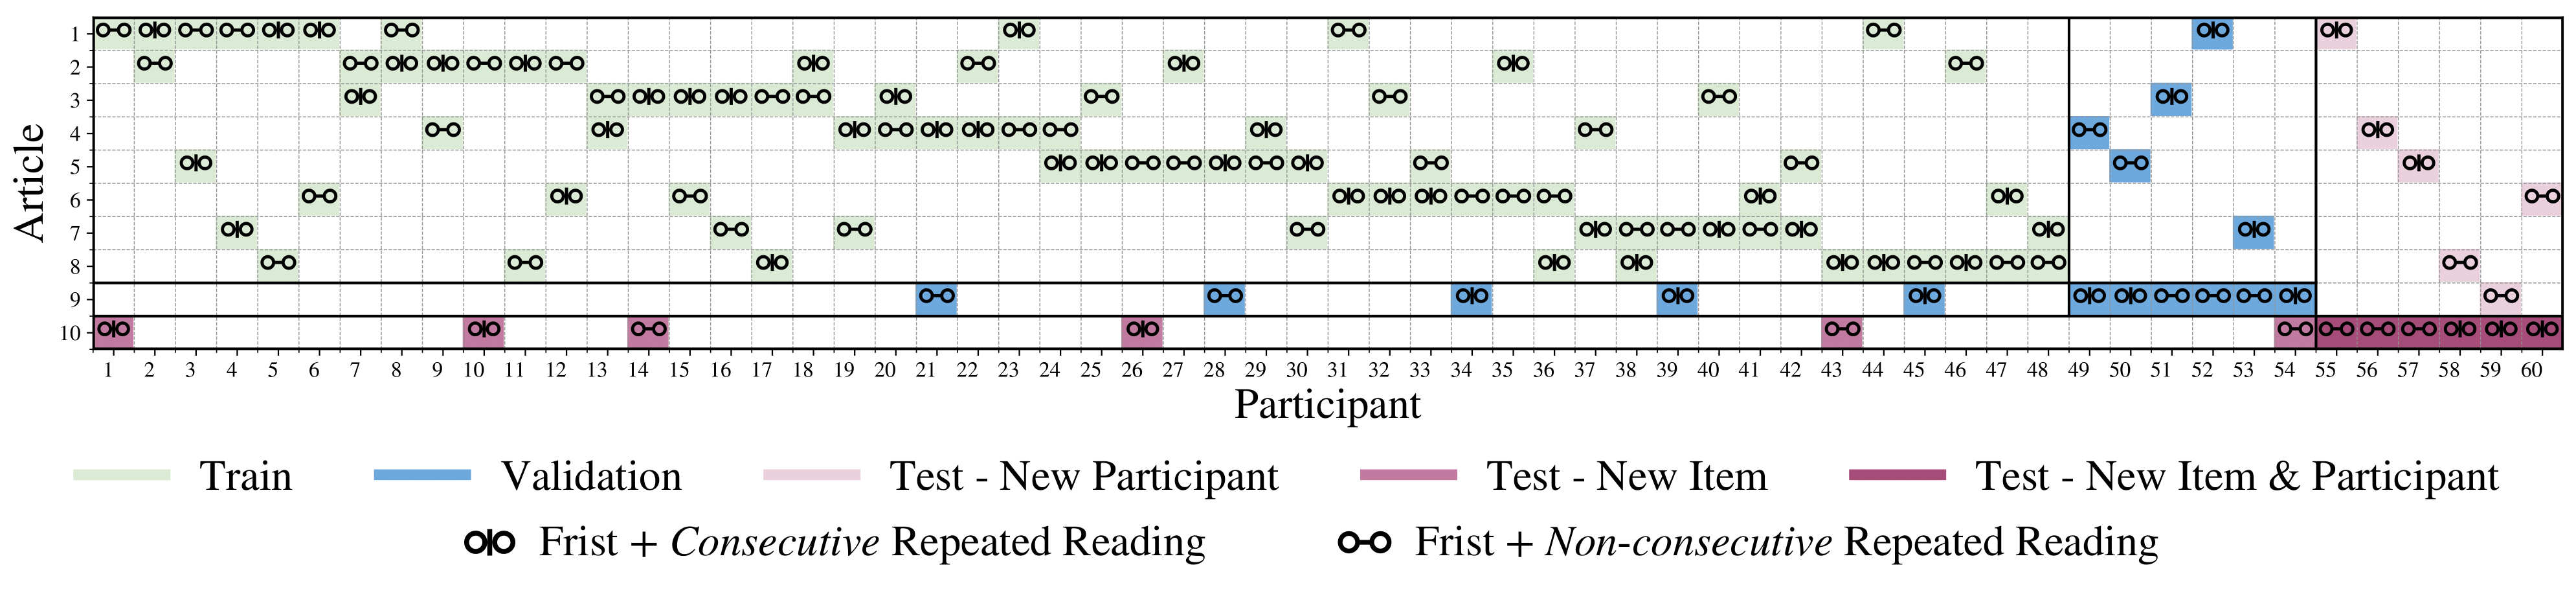 Article
1
2
3
4
5
6
7
8
9
10
1 2 3 4 5 6 7 8 9 10 11 12 13 14 15 16 17 18 19 20 21 22 23 24 25 26 27 28 29 30 31 32 33 34 35 36 37 38 39 40 41 42 43 44 45 46 47 48 49 50 51 52 53 54 55 56 57 58 59 60
Participant
Train Validation Test - New Participant Test - New Item Test - New Item & Participant
Frist + Consecutive Repeated Reading Frist + Non-consecutive Repeated Reading